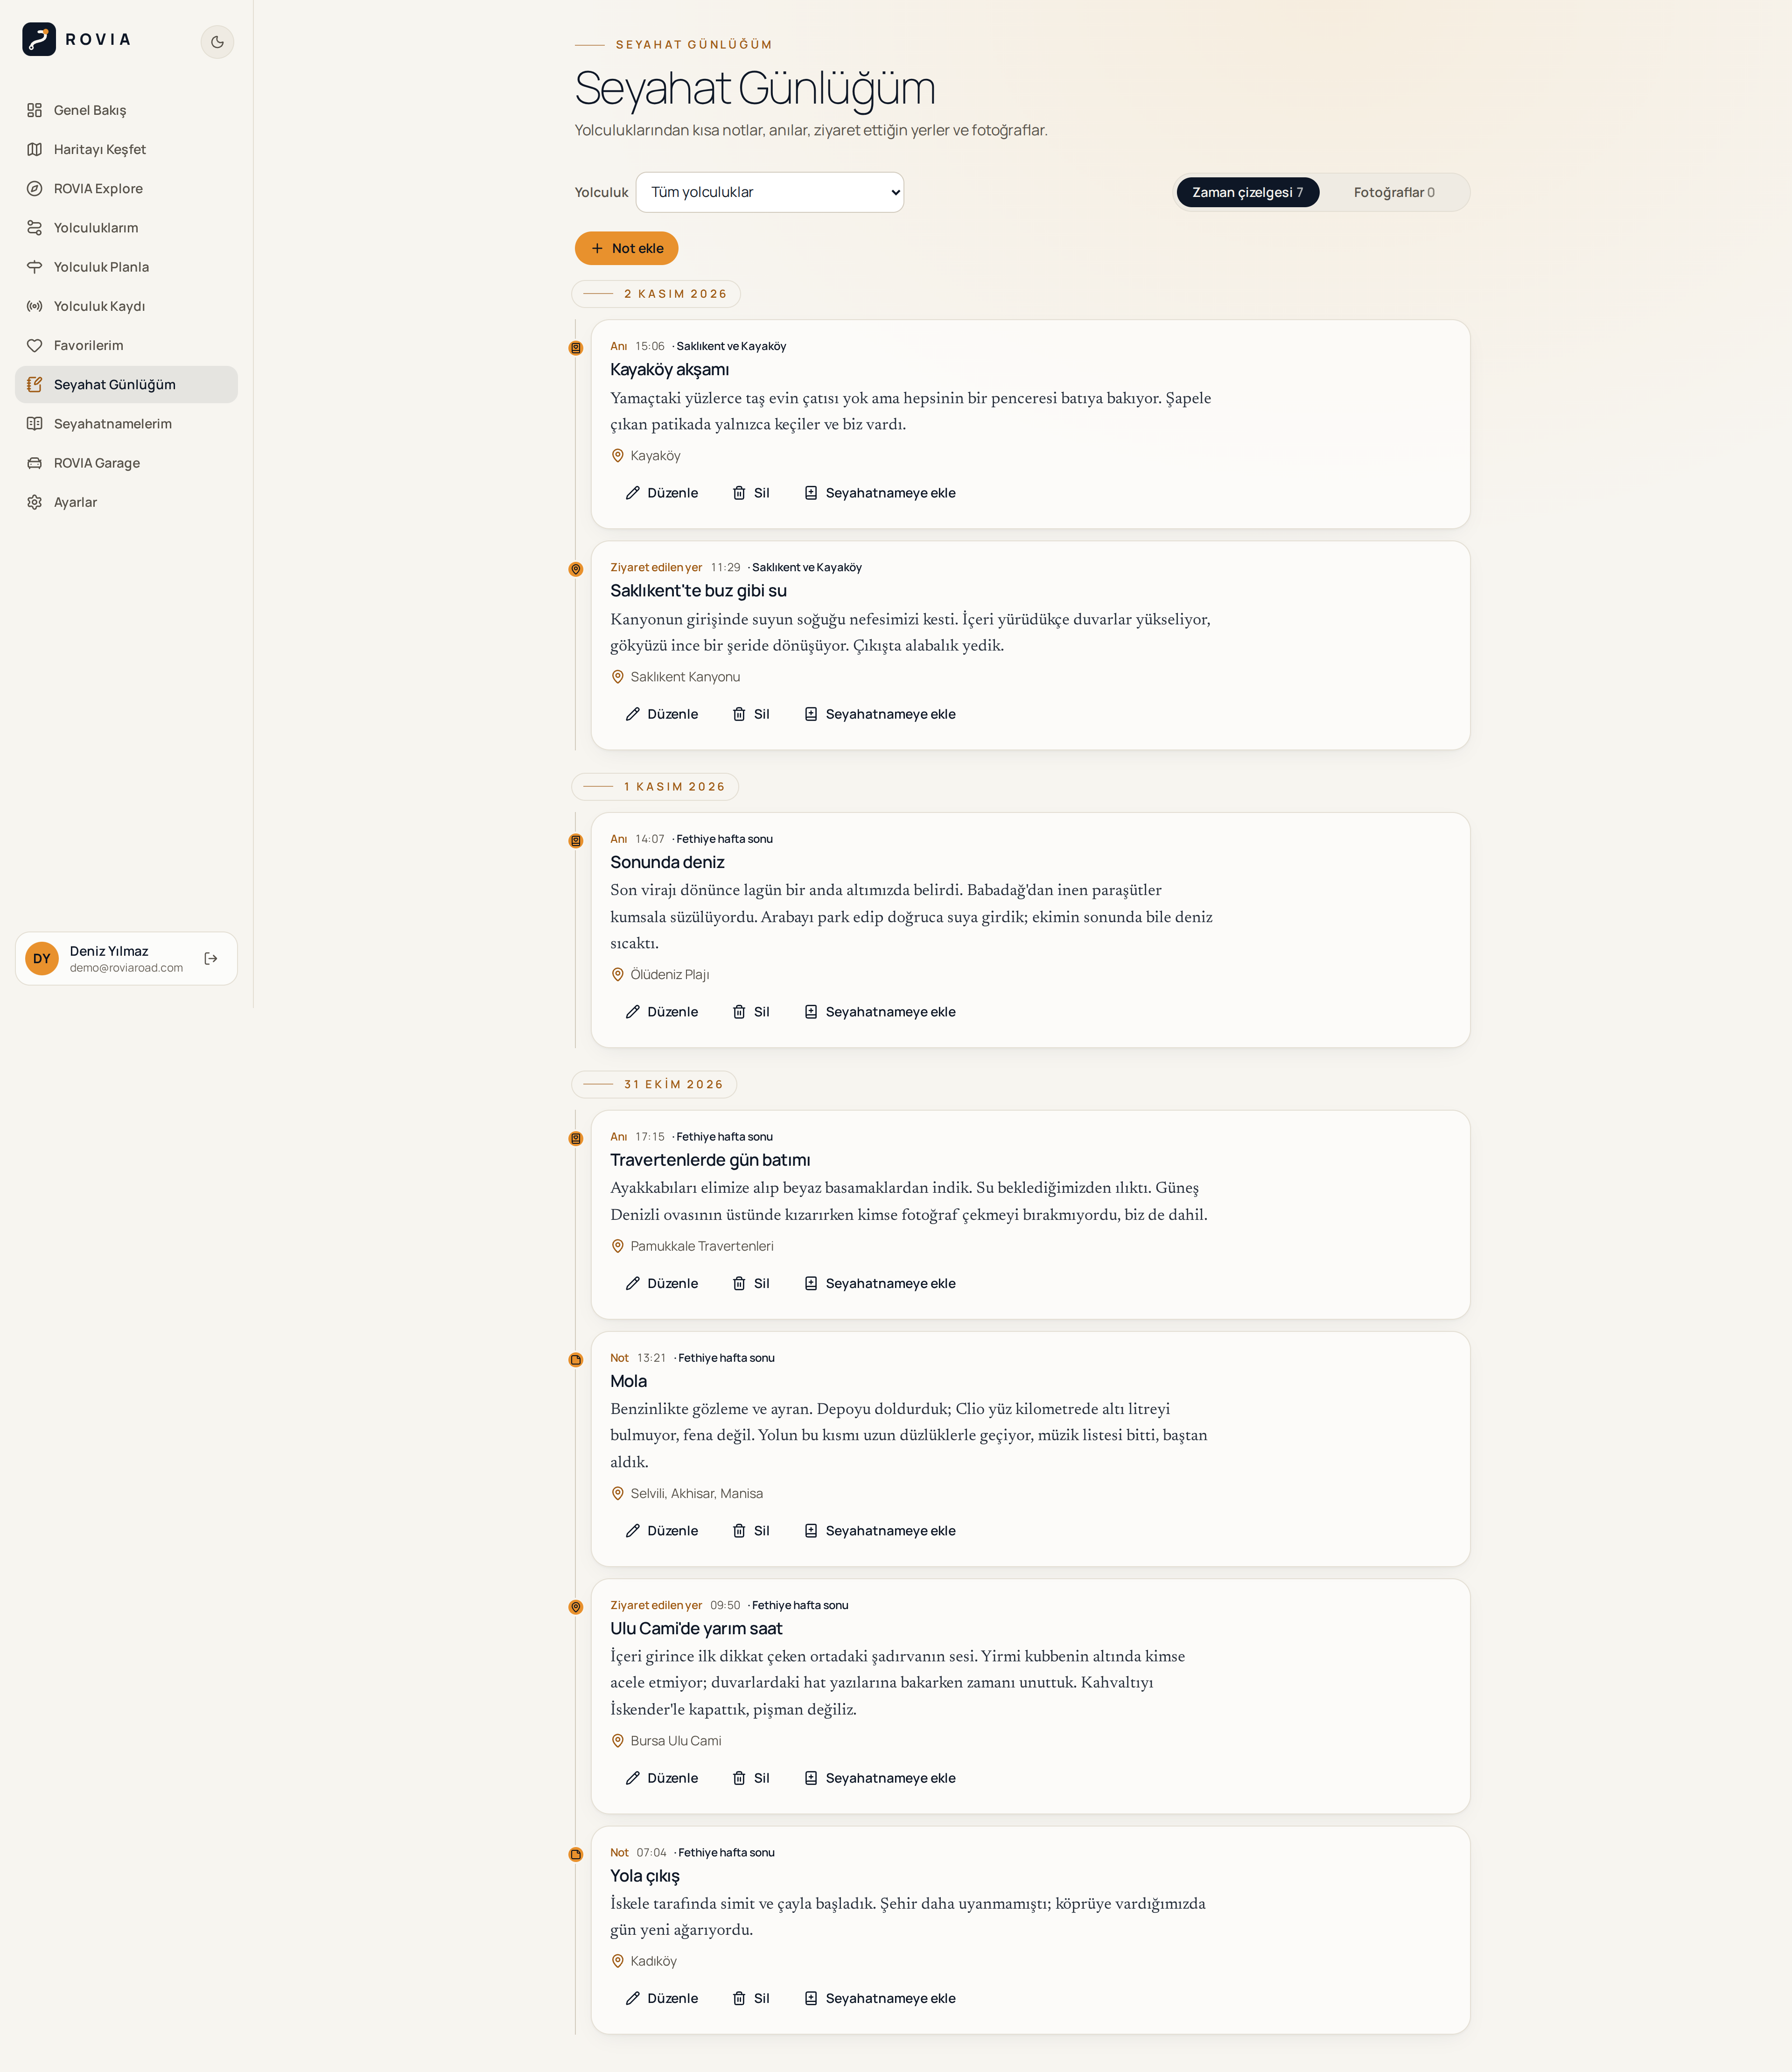 ROVIA
Genel Bakış
Haritayı Keşfet
ROVIA Explore
Yolculuklarım
Yolculuk Planla
Yolculuk Kaydı
Favorilerim
Seyahat Günlüğüm
Seyahatnamelerim
ROVIA Garage
Ayarlar
DY
Deniz Yılmaz
demo@roviaroad.com
SEYAHAT GÜNLÜĞÜM
Seyahat Günlüğüm
Yolculuklarından kısa notlar, anılar, ziyaret ettiğin yerler ve fotoğraflar.
Yolculuk Tüm yolculuklar Zaman çizelgesi 7 Fotoğraflar 0
Not ekle
2 KASIM 2026
Anı 15:06 · Saklıkent ve Kayaköy
Kayaköy akşamı
Yamaçtaki yüzlerce taş evin çatısı yok ama hepsinin bir penceresi batıya bakıyor. Şapele
çıkan patikada yalnızca keçiler ve biz vardı.
Kayaköy
Düzenle Sil Seyahatnameye ekle
Ziyaret edilen yer 11:29 · Saklıkent ve Kayaköy
Saklıkent'te buz gibi su
Kanyonun girişinde suyun soğuğu nefesimizi kesti. İçeri yürüdükçe duvarlar yükseliyor,
gökyüzü ince bir şeride dönüşüyor. Çıkışta alabalık yedik.
Saklıkent Kanyonu
Düzenle Sil Seyahatnameye ekle
1 KASIM 2026
Anı 14:07 · Fethiye hafta sonu
Sonunda deniz
Son virajı dönünce lagün bir anda altımızda belirdi. Babadağ'dan inen paraşütler
kumsala süzülüyordu. Arabayı park edip doğruca suya girdik; ekimin sonunda bile deniz
sıcaktı.
Ölüdeniz Plajı
Düzenle Sil Seyahatnameye ekle
31 EKİM 2026
Anı 17:15 · Fethiye hafta sonu
Travertenlerde gün batımı
Ayakkabıları elimize alıp beyaz basamaklardan indik. Su beklediğimizden ılıktı. Güneş
Denizli ovasının üstünde kızarırken kimse fotoğraf çekmeyi bırakmıyordu, biz de dahil.
Pamukkale Travertenleri
Düzenle Sil Seyahatnameye ekle
Not 13:21 · Fethiye hafta sonu
Mola
Benzinlikte gözleme ve ayran. Depoyu doldurduk; Clio yüz kilometrede altı litreyi
bulmuyor, fena değil. Yolun bu kısmı uzun düzlüklerle geçiyor, müzik listesi bitti, baştan
aldık.
Selvili, Akhisar, Manisa
Düzenle Sil Seyahatnameye ekle
Ziyaret edilen yer 09:50 · Fethiye hafta sonu
Ulu Cami'de yarım saat
İçeri girince ilk dikkat çeken ortadaki şadırvanın sesi. Yirmi kubbenin altında kimse
acele etmiyor; duvarlardaki hat yazılarına bakarken zamanı unuttuk. Kahvaltıyı
İskender'le kapattık, pişman değiliz.
Bursa Ulu Cami
Düzenle Sil Seyahatnameye ekle
Not 07:04 · Fethiye hafta sonu
Yola çıkış
İskele tarafında simit ve çayla başladık. Şehir daha uyanmamıştı; köprüye vardığımızda
gün yeni ağarıyordu.
Kadıköy
Düzenle Sil Seyahatnameye ekle